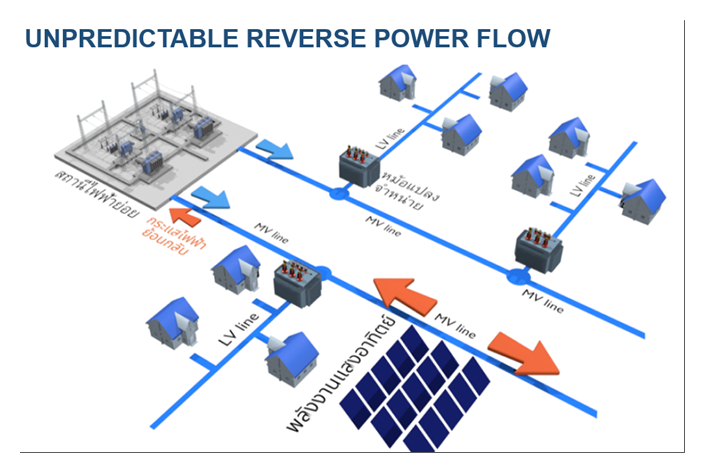 UNPREDICTABLE REVERSE POWER FLOW
LV line
หม้อแปลง
จำหน่าย
LV line
สถานีไฟฟ้าย่อย
กระแสไฟฟ้า
ย้อนกลับ
MV line
MV line
MV line
LV line
MV line
พลังงานแสงอาทิตย์